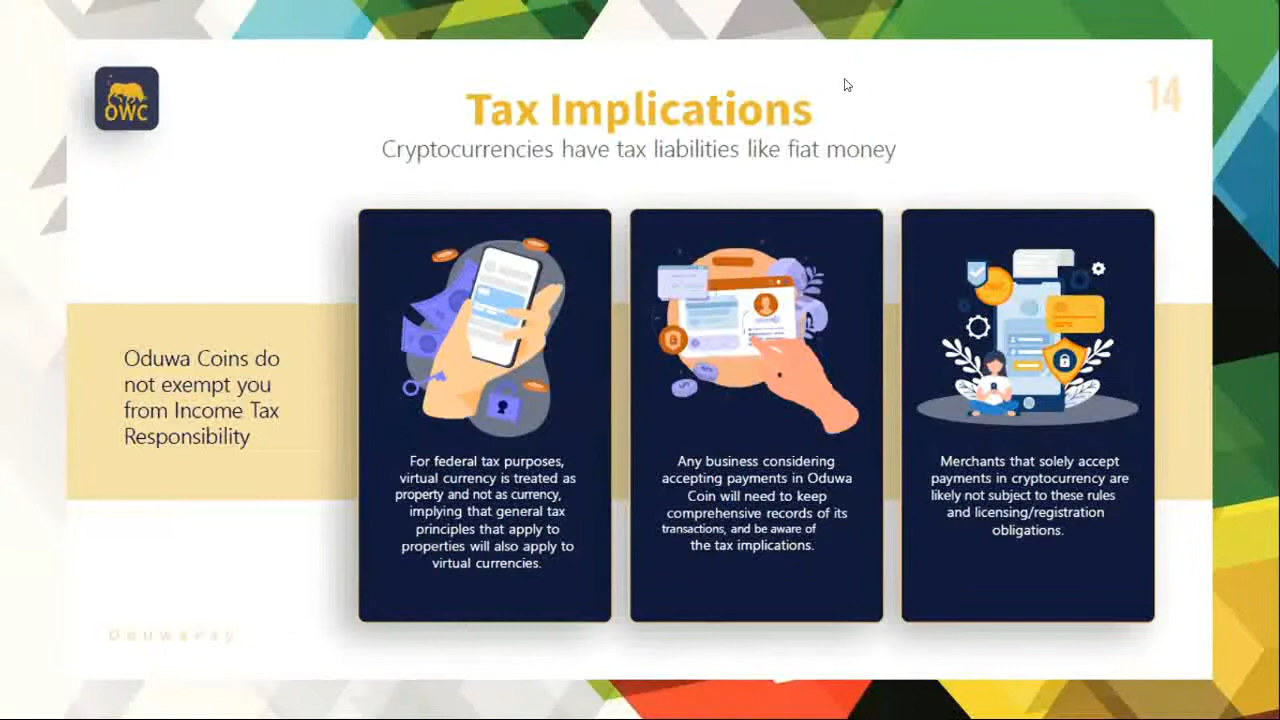 OWC
14
Tax Implications
Cryptocurrencies have tax liabilities like fiat money
Oduwa Coins do
not exempt you
from Income Tax
Responsibility
For federal tax purposes,
virtual currency is treated as
property and not as currency,
implying that general tax
principles that apply to
properties will also apply to
virtual currencies.
Any business considering
accepting payments in Oduwa
Coin will need to keep
comprehensive records of its
transactions, and be aware of
the tax implications.
OWC
Merchants that solely accept
payments in cryptocurrency are
likely not subject to these rules
and licensing/registration
obligations.